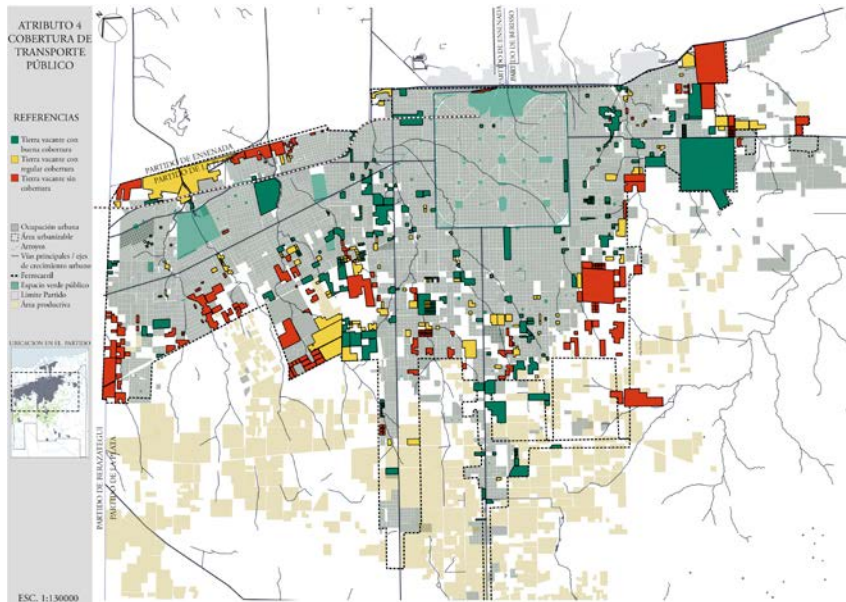 ATRIBUTO 4
COBERTURA DE
TRANSPORTE
PÚBLICO
REFERENCIAS
Tierra vacante con
buena cobertura
Tierra vacante con
regular cobertura
Tierra vacante sin
cobertura
Ocupación urbana
Área urbanizable
Arroyos
Vías principales / ejes
de crecimiento urbano
Ferrocarril
Espacio verde público
Límite Partido
Área productiva
UBICACIÓN EN EL PARTIDO
ESC. 1:130000
PARTIDO DE ENSENADA
PARTIDO DE LA
PARTIDO DE ENSENADA
PARTIDO DE BERISSO
PARTIDO DE BERAZATEGUI
PARTIDO DE LA PLATA